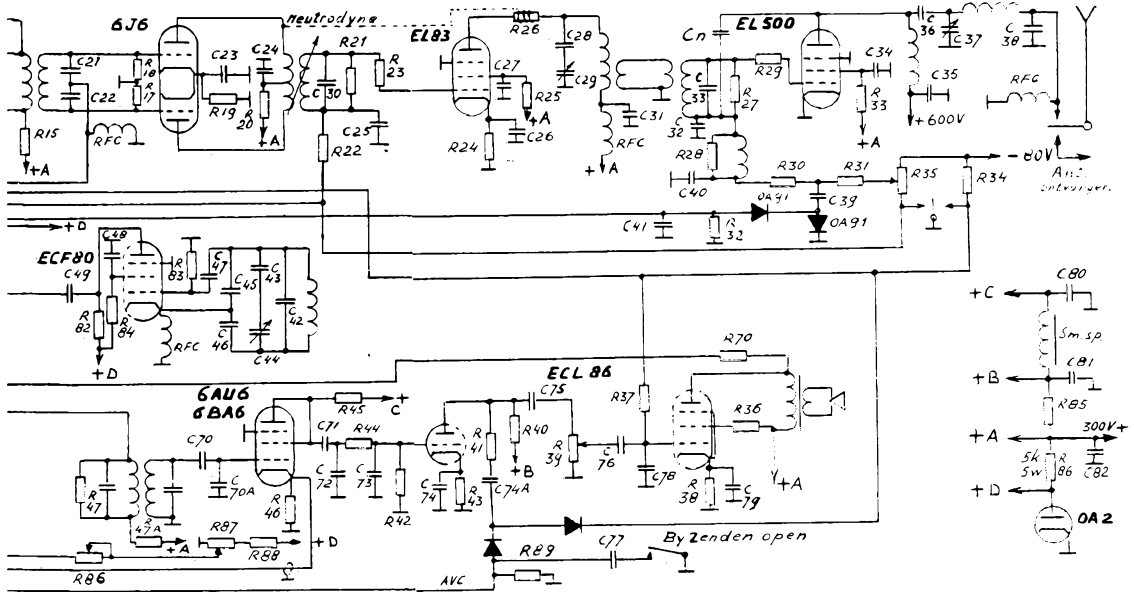 6J6
Neutrodyne
EL83
R26
EL500
Cn
C36
C37
C38
C21
C22
R18
R17
C23
R19
C24
R20
+A
R15
+A
RFC
R21
C30
R23
C25
R22
C27
R25
+A
C26
R24
C28
C29
C31
RFC
+A
C33
R27
C32
R29
C34
R33
+A
C35
+600V
RFC
R28
C40
R30
R31
C39
OA91
OA91
R35
R34
-80V
Ant.
ontvanger
C41
R32
+D
ECF80
C48
C49
R82
R84
+D
R83
C47
C45
C46
RFC
C43
C44
C42
C80
+C
Sm.sp.
C81
+B
R85
+A
300V+
5k
5W
R86
C82
+D
OA2
R70
ECL86
6AU6
6BA6
R45
C+
C70
C70A
R46
C71
R44
C72
C73
R42
C74
R43
R41
C74A
R40
+B
C75
R39
C76
R37
C78
R38
C79
R36
+A
R47
R47A
+A
R87
R88
+D
R86
AVC
R89
C77
By Zenden open